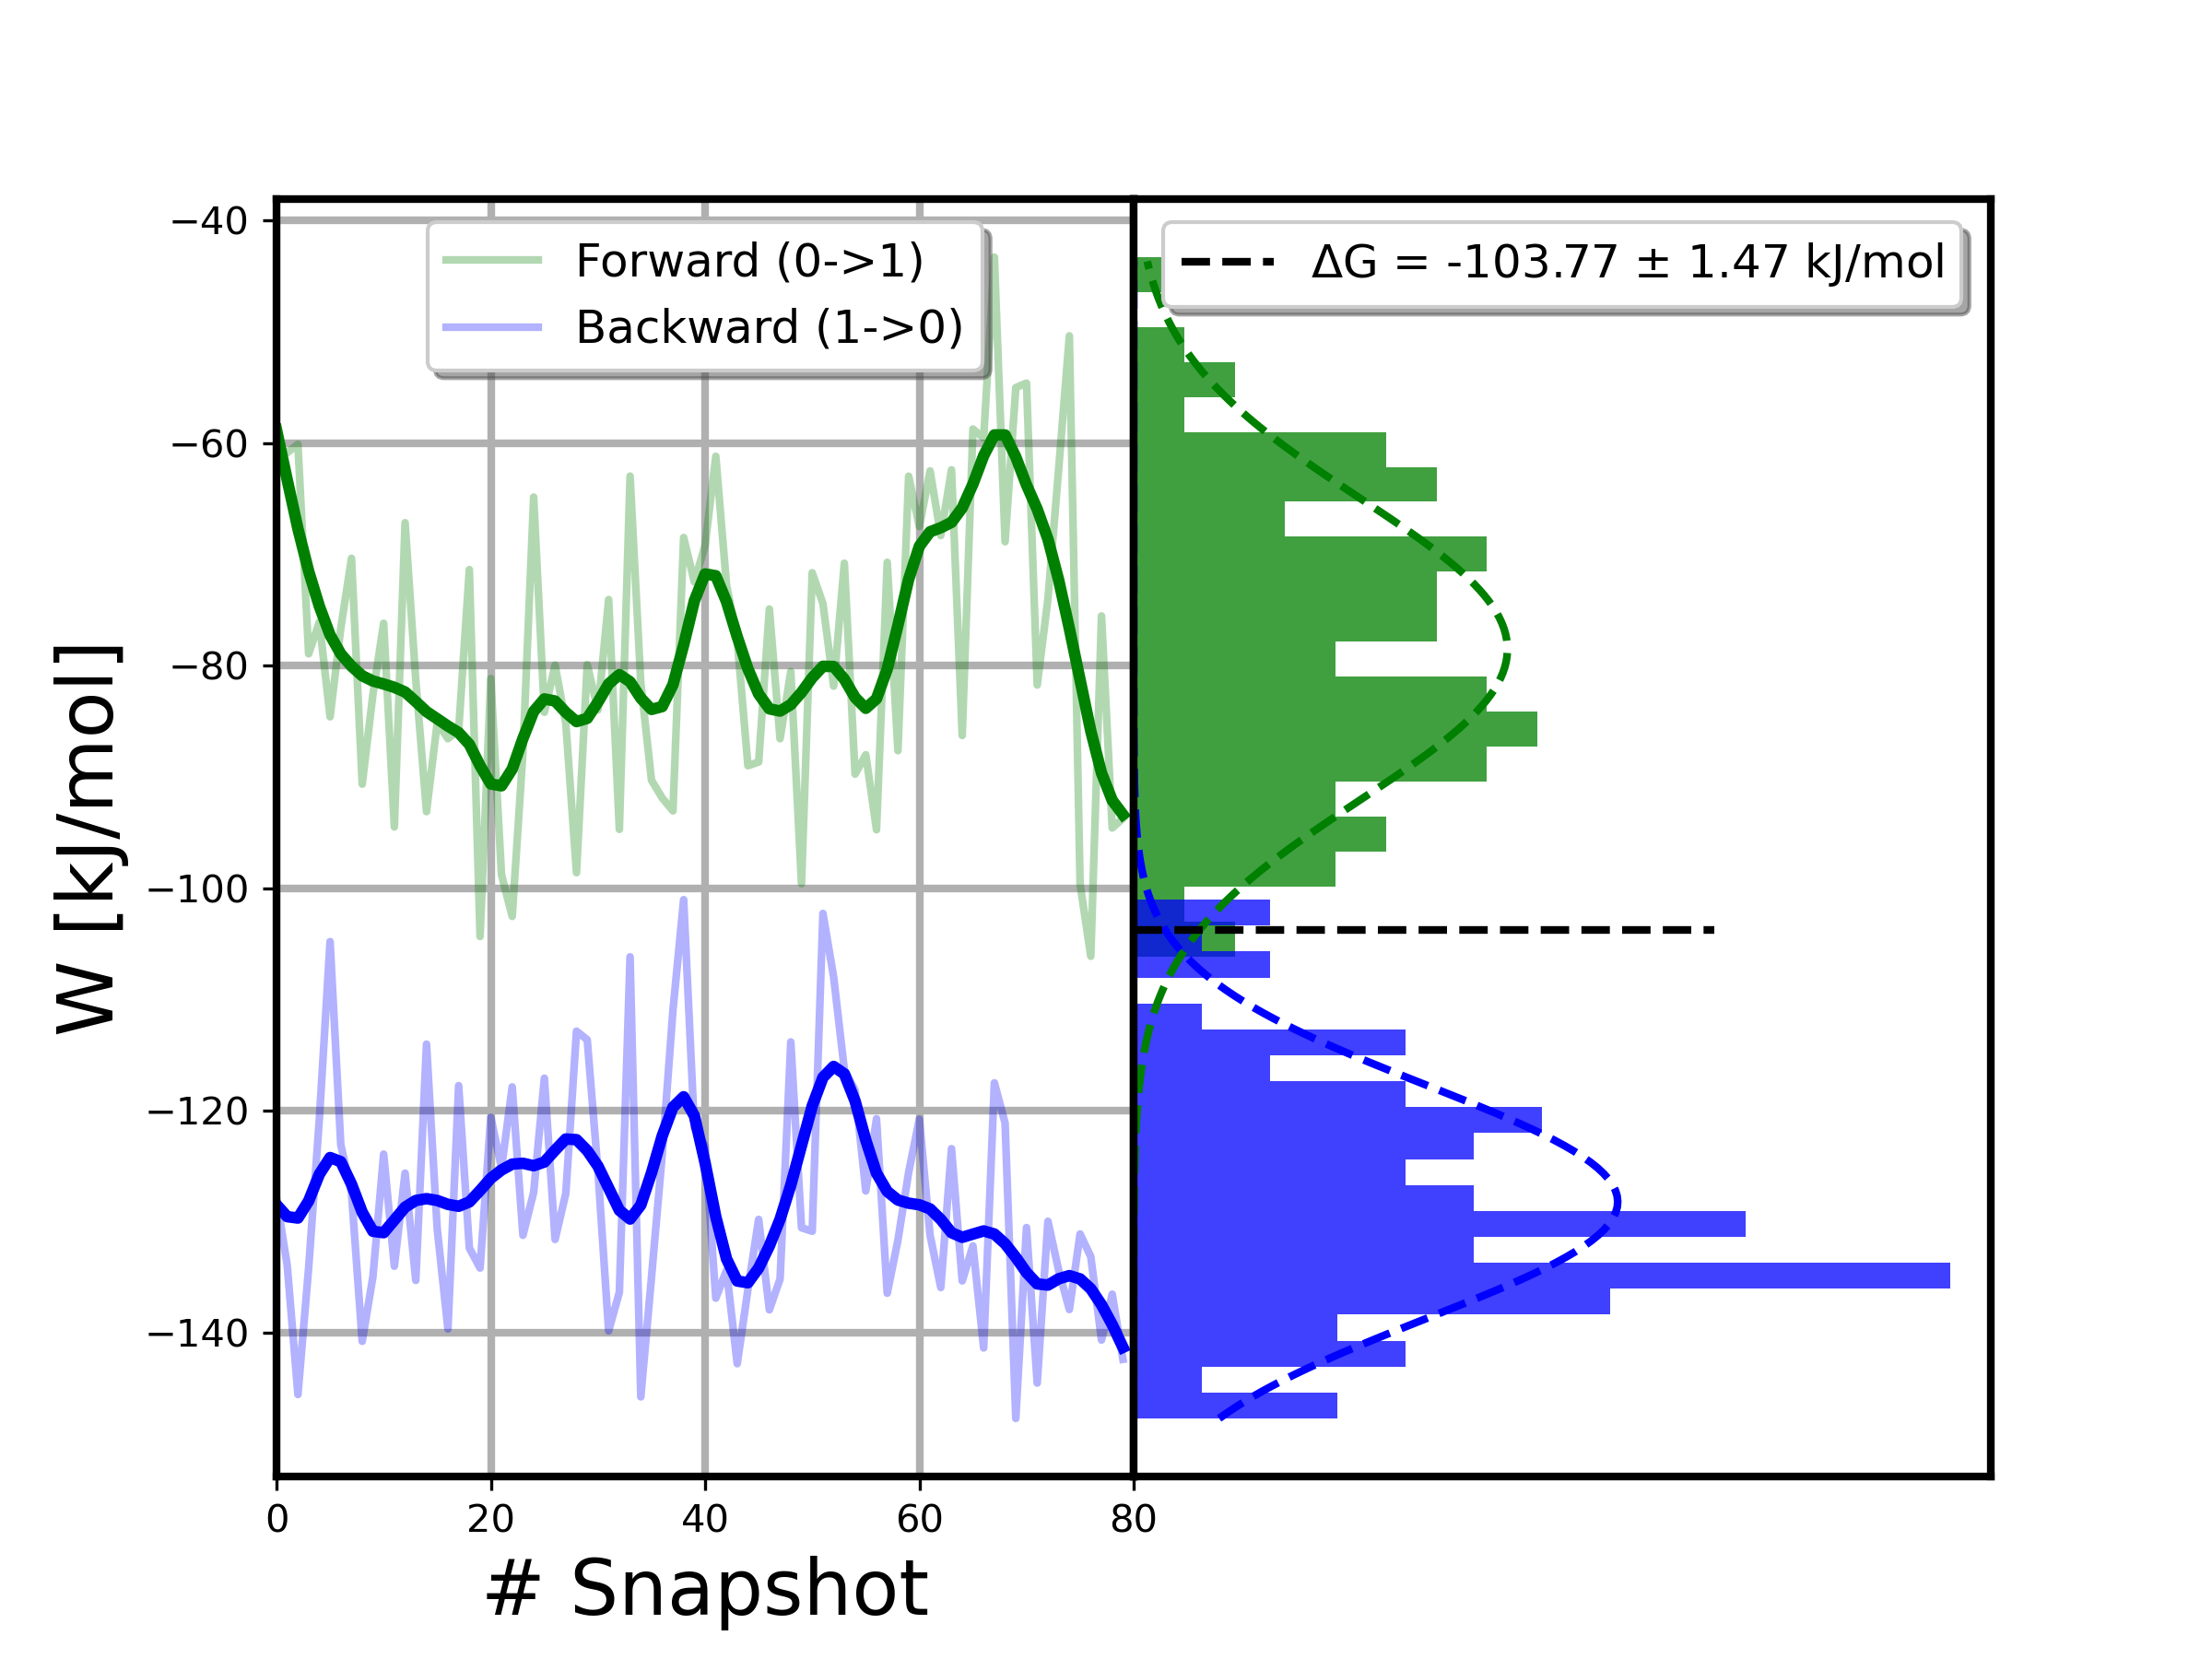 Forward (0->1)
Backward (1->0)
ΔG = -103.77 ± 1.47 kJ/mol
W [kJ/mol]
−40
−60
−80
−100
−120
−140
0 20 40 60 80
# Snapshot